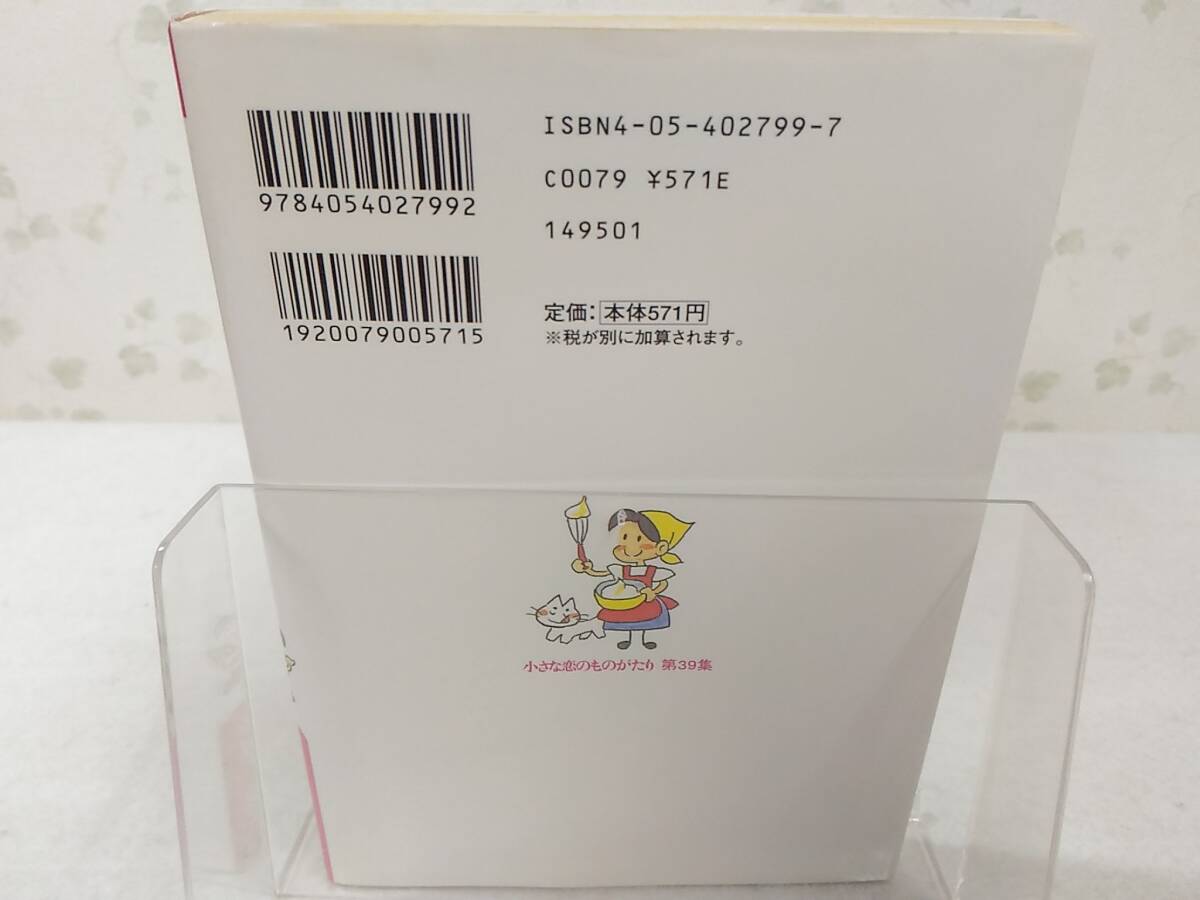 ISBN4-05-402799-7
C0079 ¥571E
149501
9784054027992
1920079005715
定価：本体571円
※税が別に加算されます。
小さな恋のものがたり 第39集